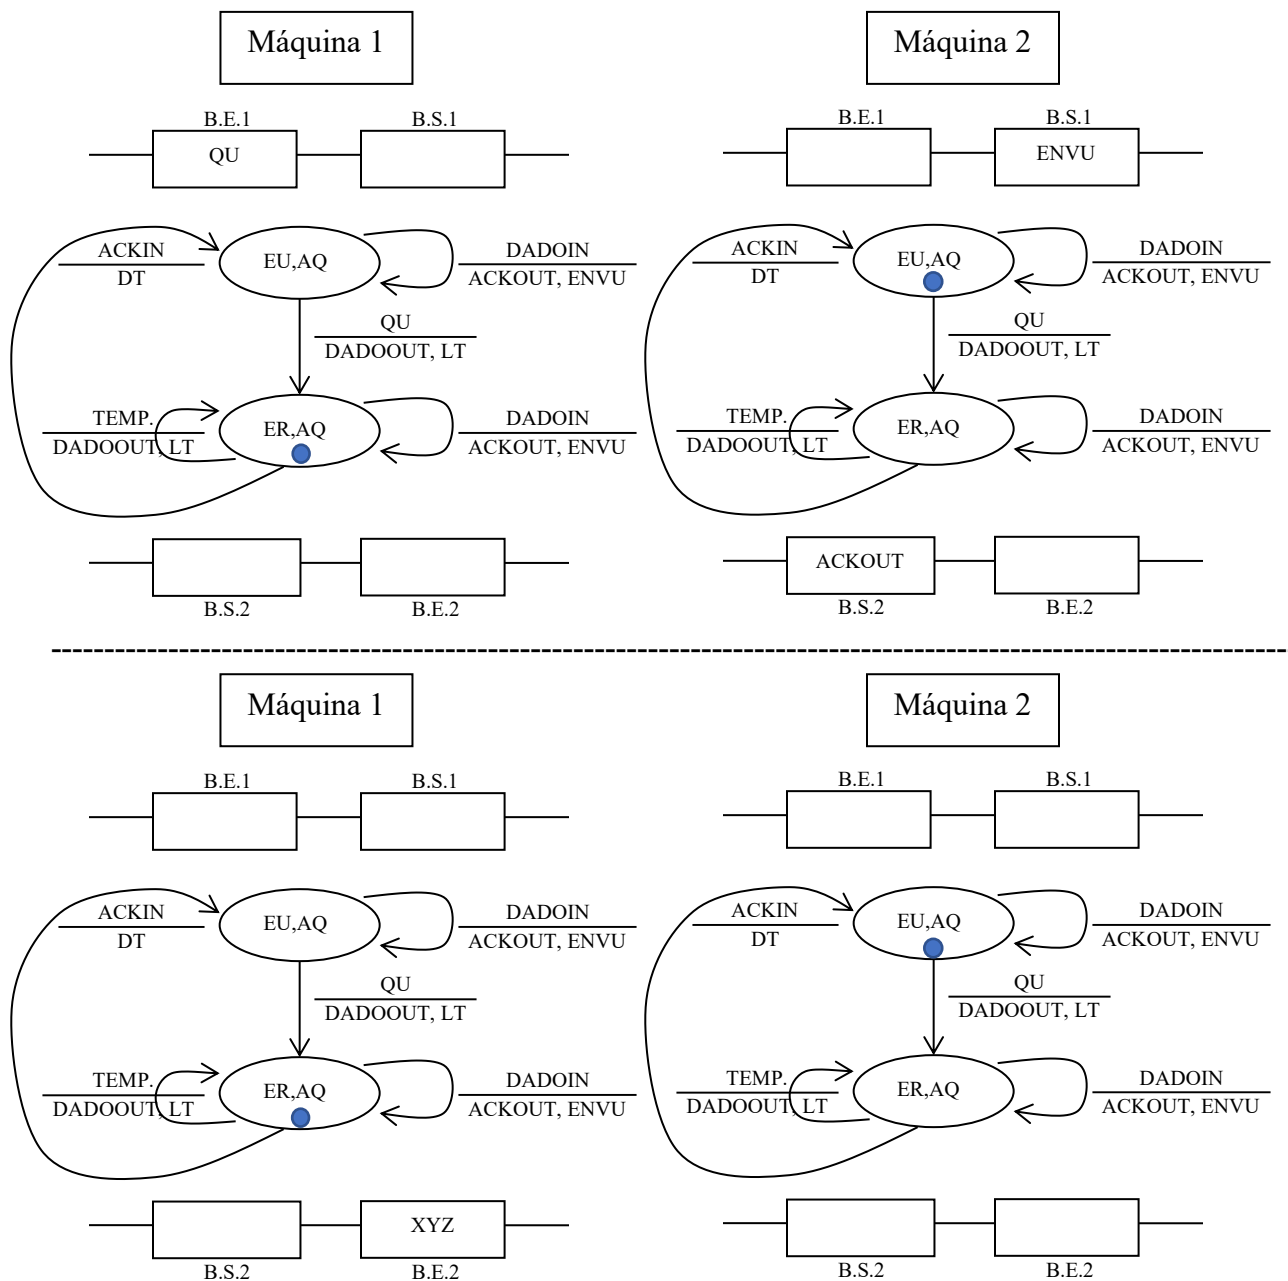 Máquina 1
Máquina 2
B.E.1
B.S.1
B.E.1
B.S.1
QU
ENVU
ACKIN
DT
EU,AQ
DADOIN
ACKOUT, ENVU
ACKIN
DT
EU,AQ
DADOIN
ACKOUT, ENVU
QU
DADOOUT, LT
QU
DADOOUT, LT
TEMP.
DADOOUT, LT
ER,AQ
DADOIN
ACKOUT, ENVU
TEMP.
DADOOUT, LT
ER,AQ
DADOIN
ACKOUT, ENVU
ACKOUT
B.S.2
B.E.2
B.S.2
B.E.2
Máquina 1
Máquina 2
B.E.1
B.S.1
B.E.1
B.S.1
ACKIN
DT
EU,AQ
DADOIN
ACKOUT, ENVU
ACKIN
DT
EU,AQ
DADOIN
ACKOUT, ENVU
QU
DADOOUT, LT
QU
DADOOUT, LT
TEMP.
DADOOUT, LT
ER,AQ
DADOIN
ACKOUT, ENVU
TEMP.
DADOOUT, LT
ER,AQ
DADOIN
ACKOUT, ENVU
XYZ
B.S.2
B.E.2
B.S.2
B.E.2